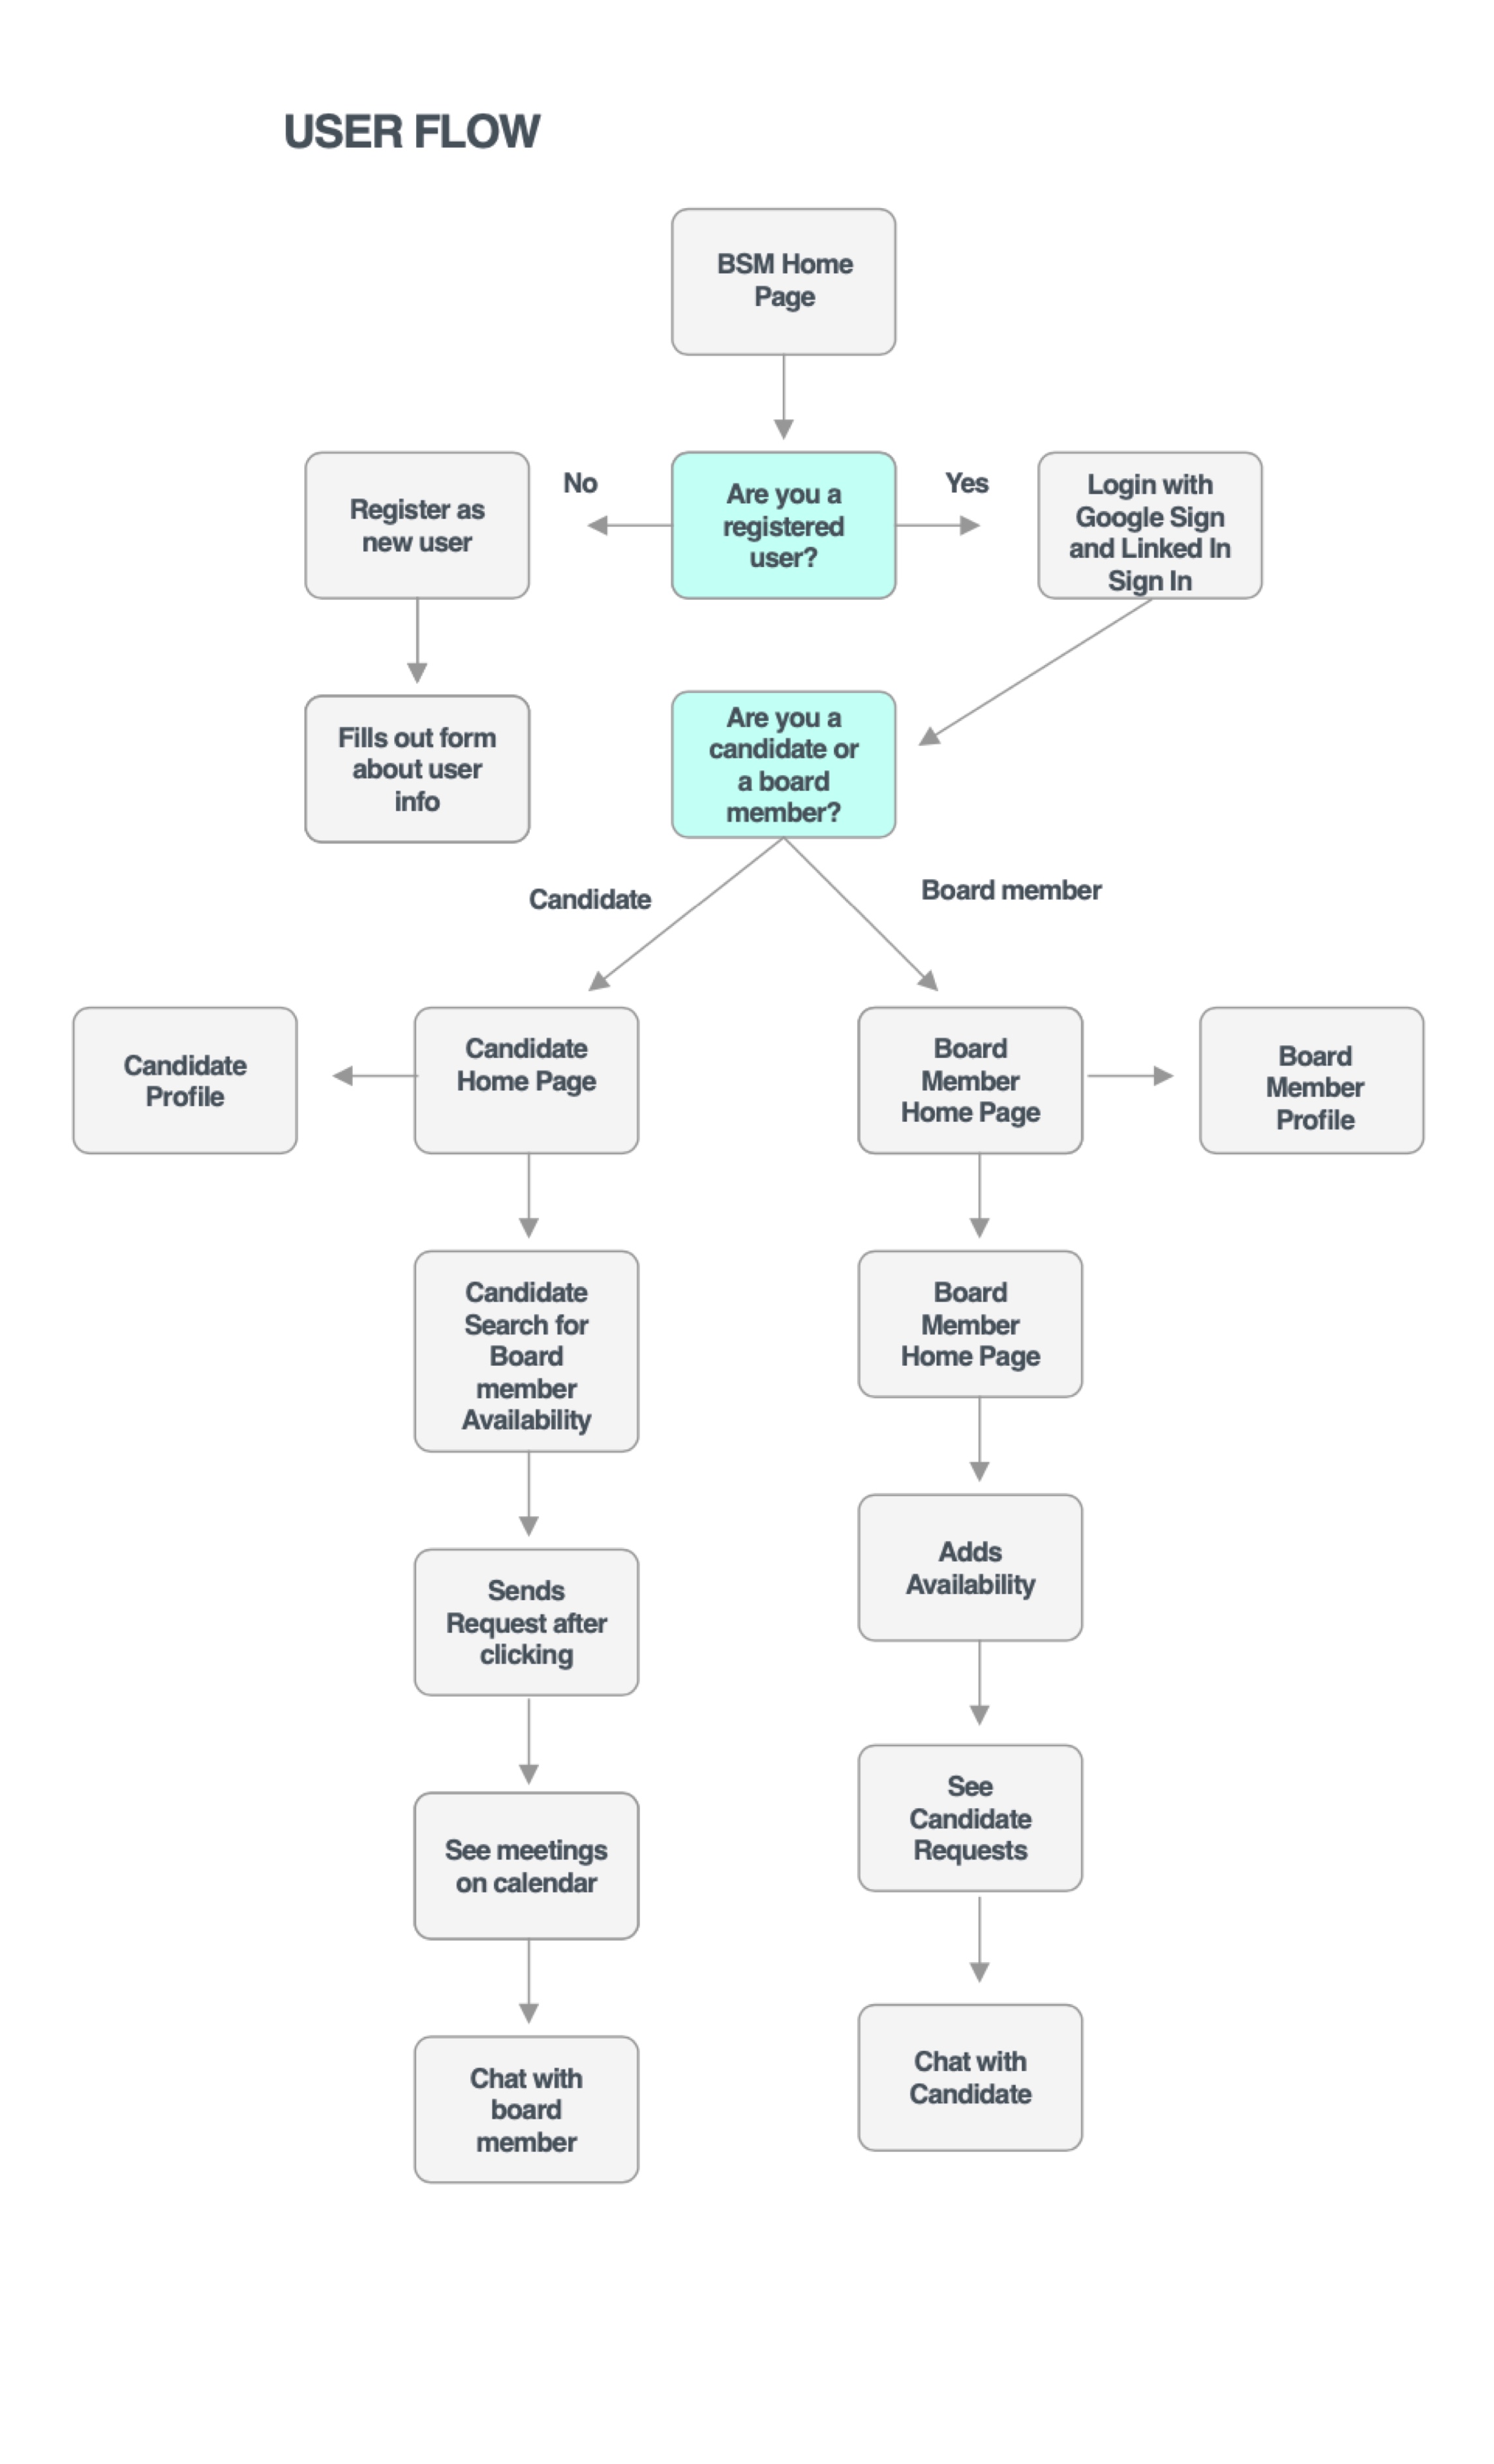 USER FLOW
BSM Home
Page
Register as
new user
No
Are you a
registered
user?
Yes
Login with
Google Sign
and Linked In
Sign In
Fills out form
about user
info
Are you a
candidate or
a board
member?
Candidate
Board member
Candidate
Profile
Candidate
Home Page
Board
Member
Home Page
Board
Member
Profile
Candidate
Search for
Board
member
Availability
Board
Member
Home Page
Sends
Request after
clicking
Adds
Availability
See meetings
on calendar
See
Candidate
Requests
Chat with
board
member
Chat with
Candidate